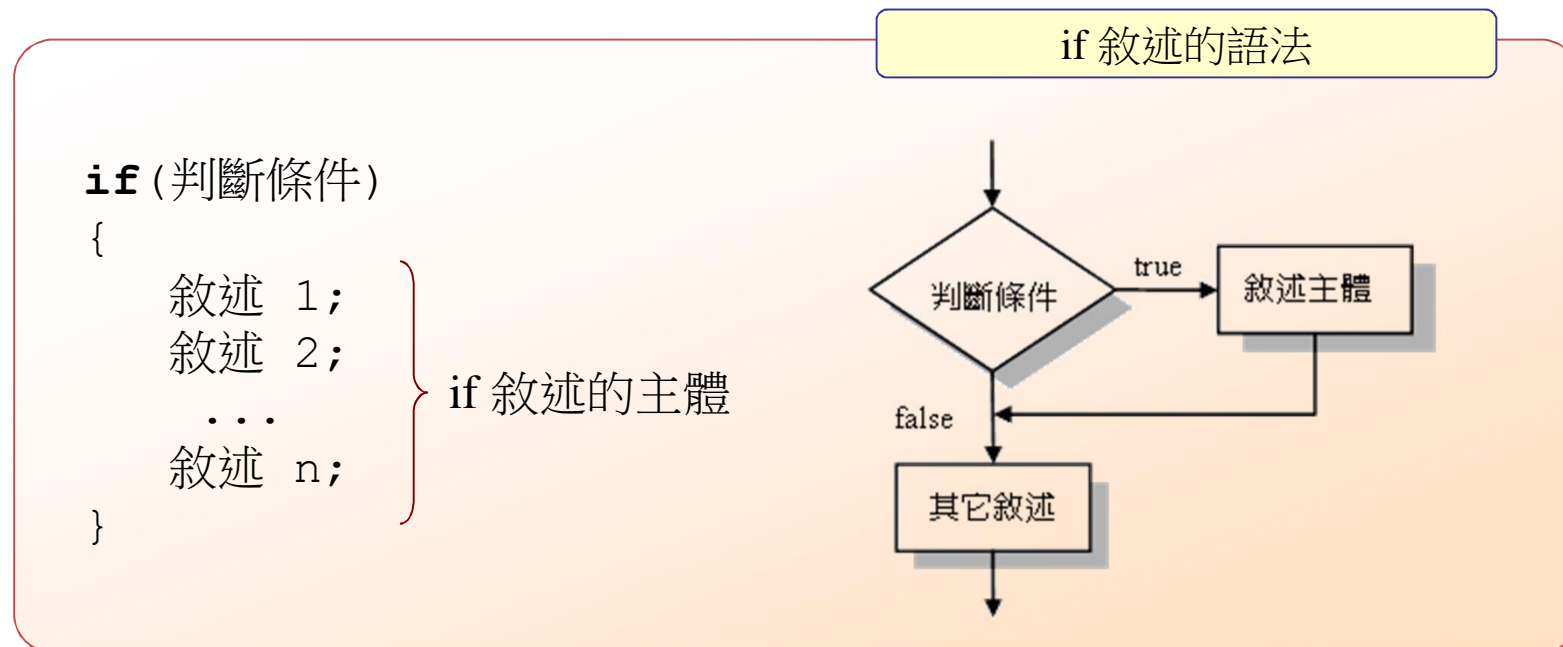 if 敘述的語法
if(判斷條件)
{
敘述 1;
敘述 2;
...
敘述 n;
}
if 敘述的主體
判斷條件
true
敘述主體
false
其它敘述